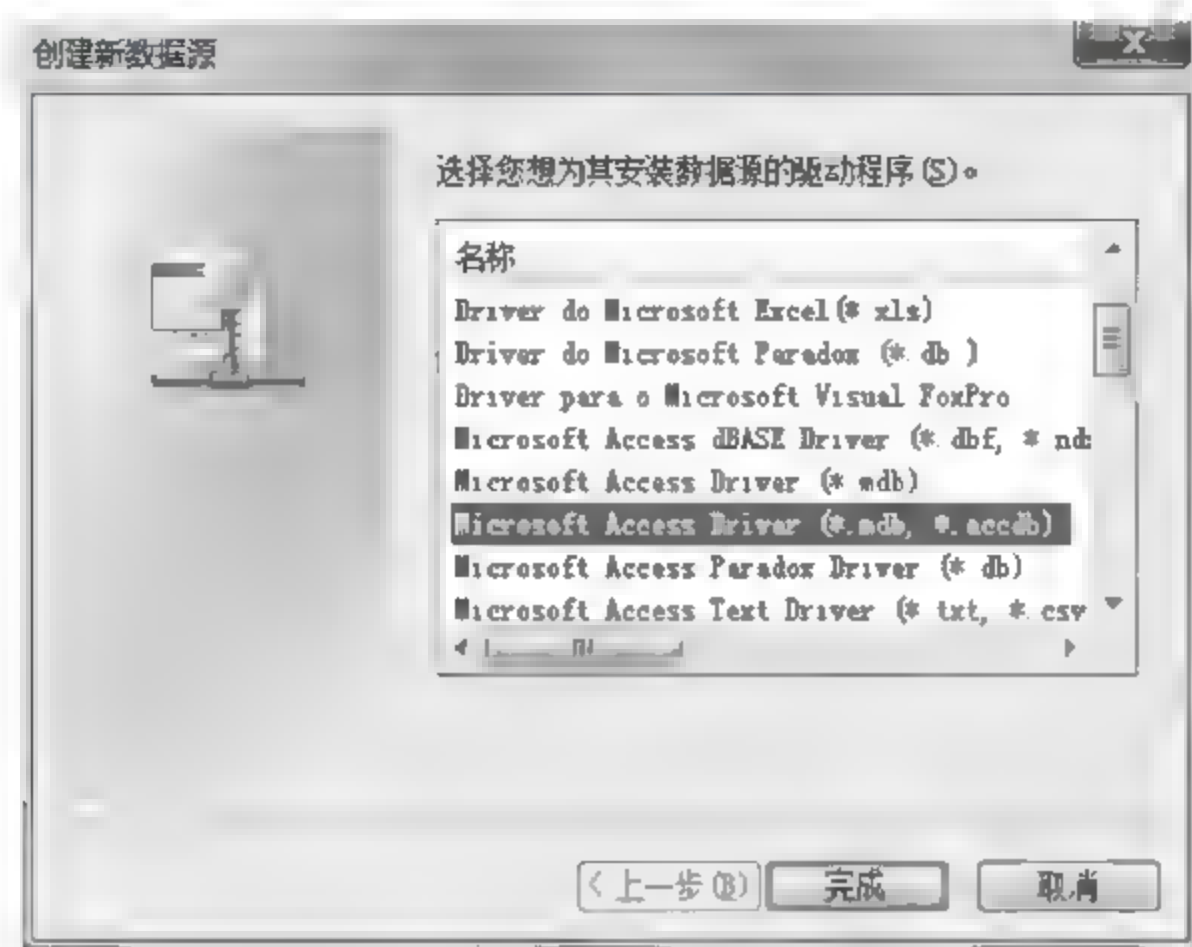 创建新数据源
选择您想为其安装数据源的驱动程序(S)。
名称
Driver do Microsoft Excel(*.xls)
Driver do Microsoft Paradox (*.db )
Driver para o Microsoft Visual FoxPro
Microsoft Access dBASE Driver (*.dbf, *.nd
Microsoft Access Driver (*.mdb)
Microsoft Access Driver (*.mdb, *.accdb)
Microsoft Access Paradox Driver (*.db)
Microsoft Access Text Driver (*.txt, *.csv
<上一步(B) 完成 取消